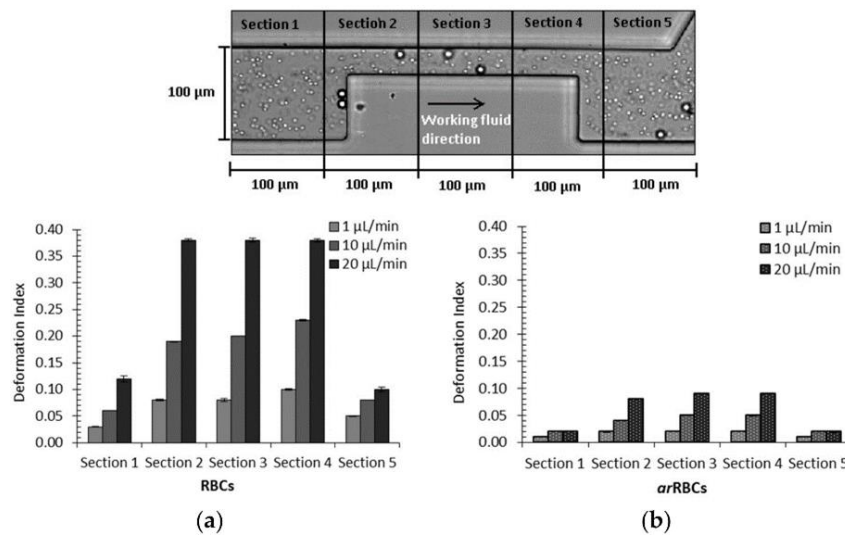 Section 1 Section 2 Section 3 Section 4 Section 5
100 µm
Working fluid
direction
100 µm 100 µm 100 µm 100 µm 100 µm
0.40
0.35
0.30
0.25
0.20
0.15
0.10
0.05
0.00
Deformation Index
1 µL/min
10 µL/min
20 µL/min
Section 1 Section 2 Section 3 Section 4 Section 5
RBCs
(a)
0.40
0.35
0.30
0.25
0.20
0.15
0.10
0.05
0.00
Deformation Index
1 µL/min
10 µL/min
20 µL/min
Section 1 Section 2 Section 3 Section 4 Section 5
arRBCs
(b)